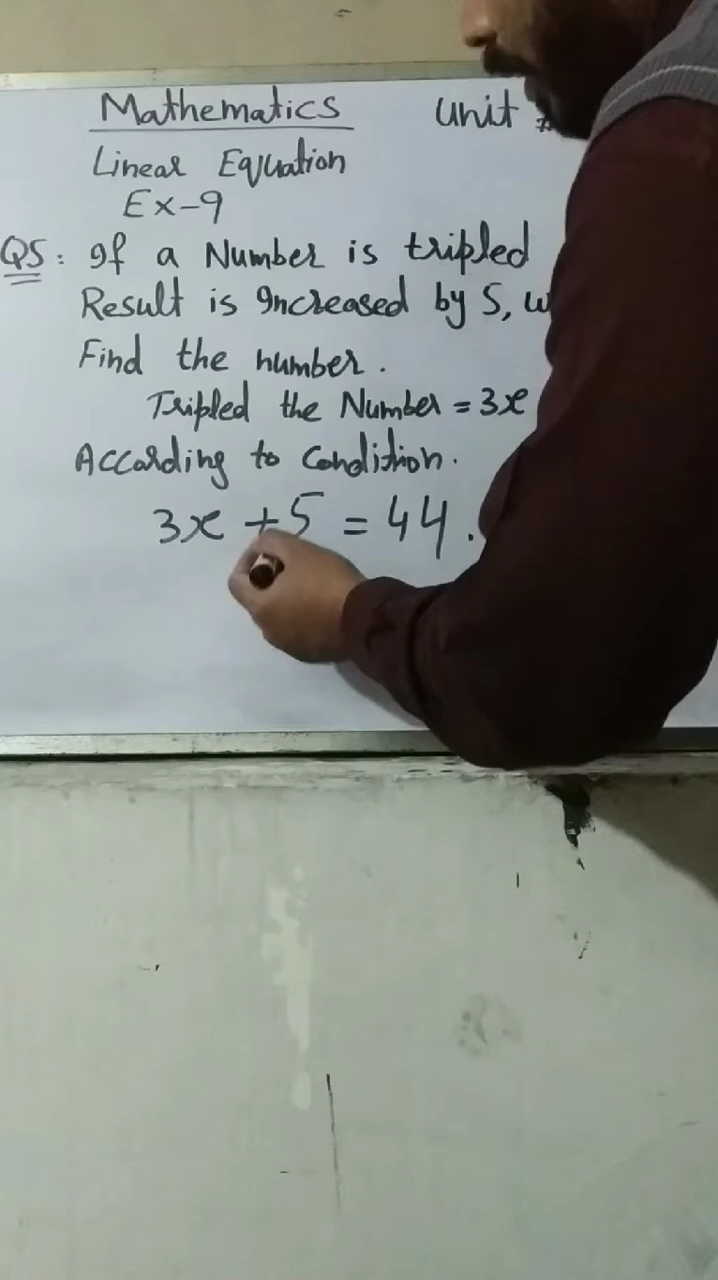 Mathematics Unit #
Linear Equation
Ex-9
Q5: If a Number is tripled
Result is Increased by 5, w
Find the number.
Tripled the Number = 3x
According to Condition.
3x + 5 = 44.